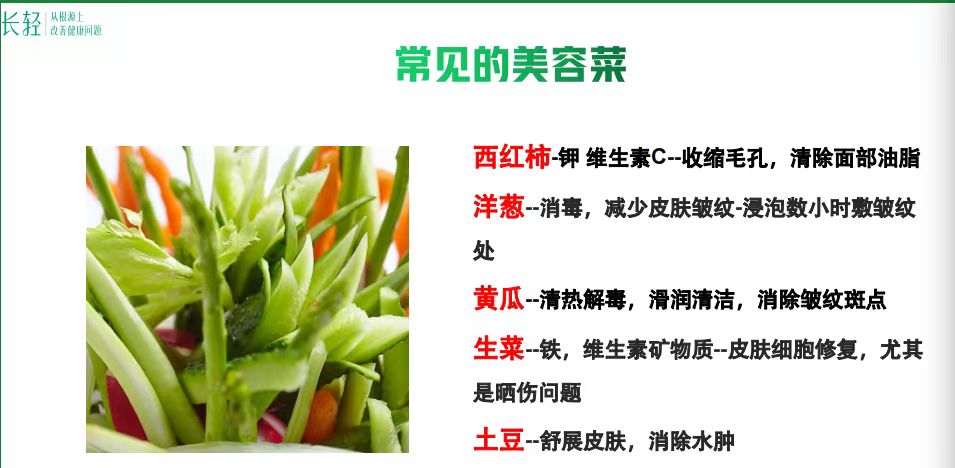 长轻
从根源上
改善健康问题
常见的美容菜
西红柿-钾 维生素C--收缩毛孔，清除面部油脂
洋葱--消毒，减少皮肤皱纹-浸泡数小时敷皱纹
处
黄瓜--清热解毒，滑润清洁，消除皱纹斑点
生菜--铁，维生素矿物质--皮肤细胞修复，尤其
是晒伤问题
土豆--舒展皮肤，消除水肿